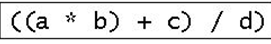 ((a * b) + c) / d)